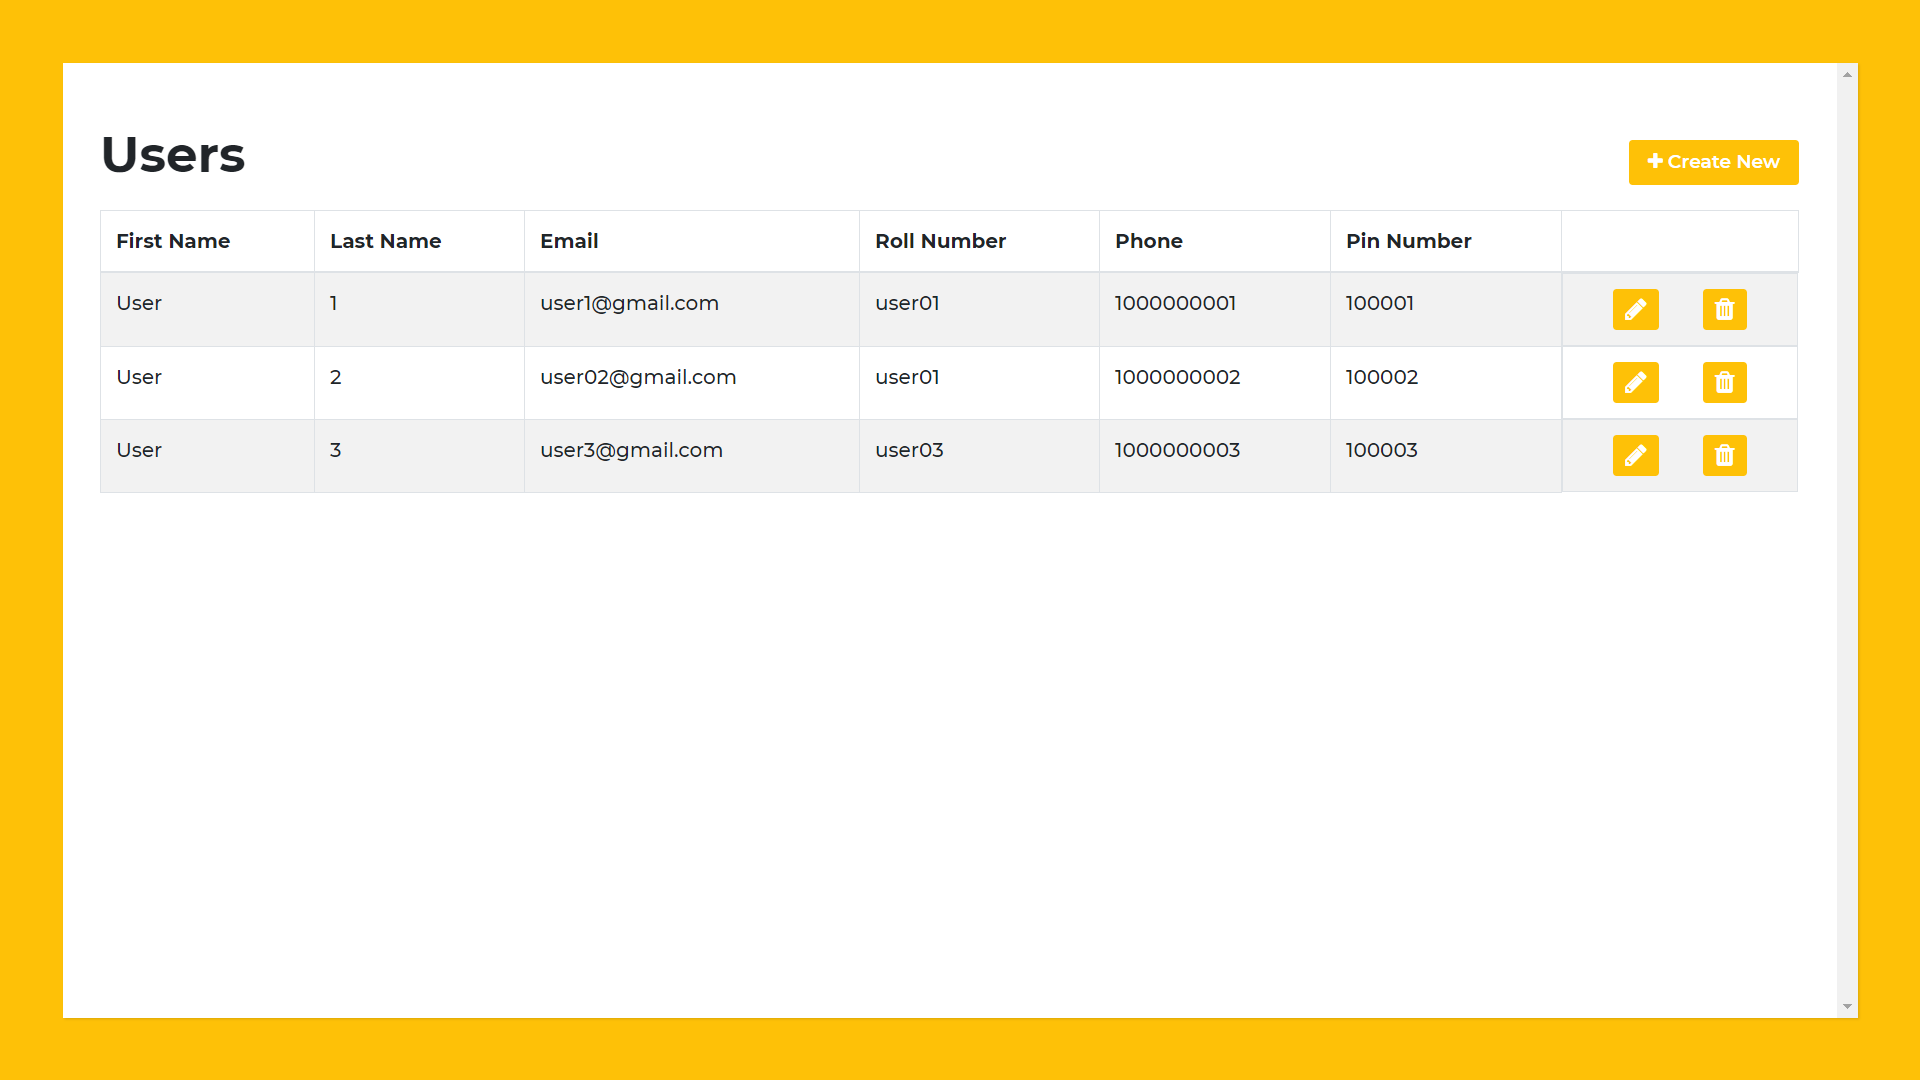 Users
Create New
First Name Last Name Email Roll Number Phone Pin Number
User 1 user1@gmail.com user01 1000000001 100001
User 2 user02@gmail.com user01 1000000002 100002
User 3 user3@gmail.com user03 1000000003 100003